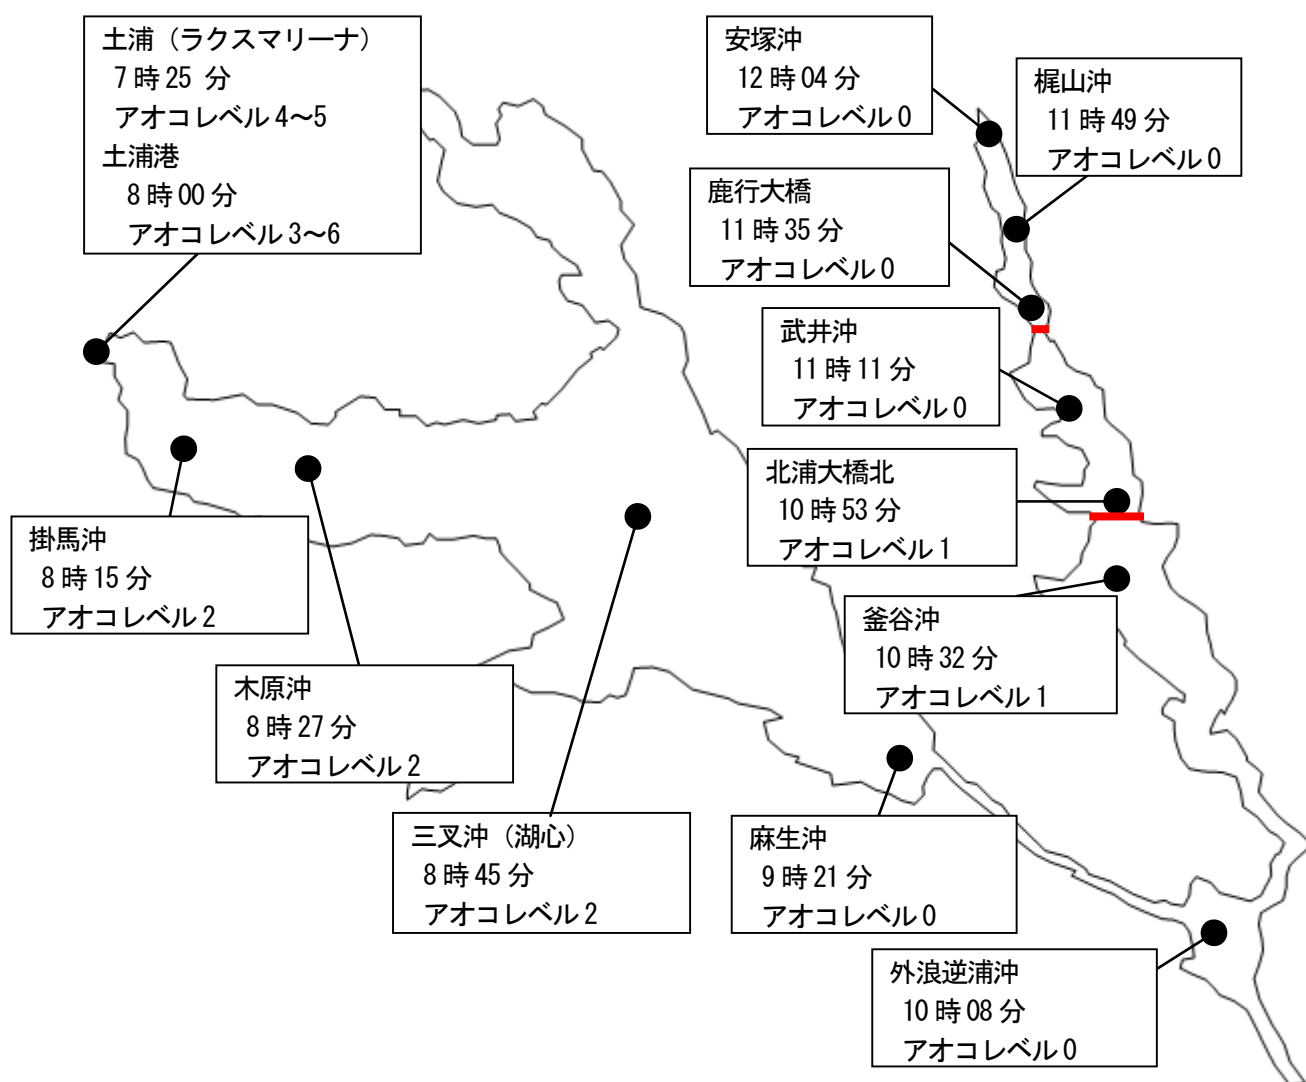 土浦（ラクスマリーナ）
7時25 分
アオコレベル4～5
土浦港
8時00分
アオコレベル3～6
安塚沖
12時04分
アオコレベル0
梶山沖
11時49分
アオコレベル0
鹿行大橋
11時35分
アオコレベル0
武井沖
11時11分
アオコレベル0
北浦大橋北
10時53分
アオコレベル1
掛馬沖
8時15分
アオコレベル2
釜谷沖
10時32分
アオコレベル1
木原沖
8時27分
アオコレベル2
三叉沖（湖心）
8時45分
アオコレベル2
麻生沖
9時21分
アオコレベル0
外浪逆浦沖
10時08分
アオコレベル0